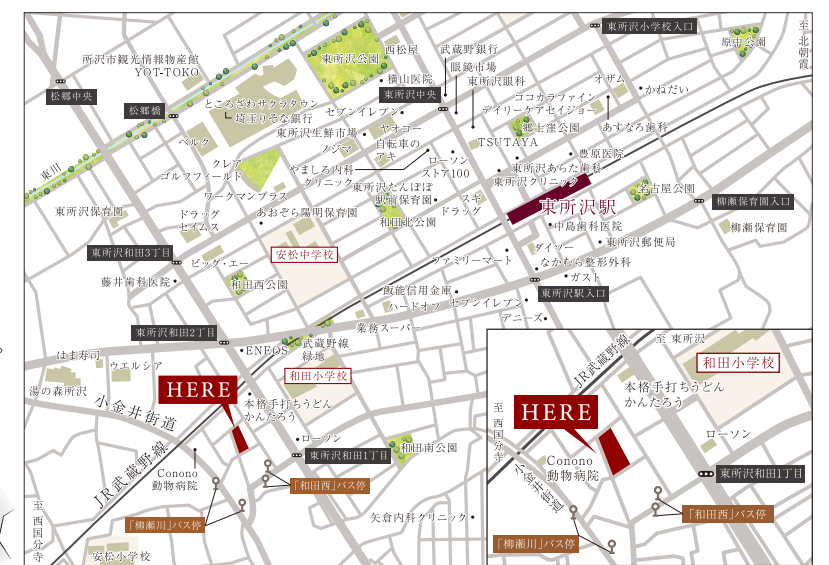 東所沢小学校入口
至北朝霞
原中公園
西松屋
武蔵野銀行
所沢市観光情報物産館
YOT-TOKO
東所沢公園
眼鏡市場
横山医院
東所沢眼科
オザム
かねだい
松郷中央
東所沢中央
ココカラファイン
デイリーケアセイジョー
松郷橋
ところざわサクラタウン
埼玉りそな銀行
セブンイレブン
東所沢生鮮市場
ヤオコー
郷土窪公園
あすなろ歯科
ベルク
ノジマ
自転車の
アキ
TSUTAYA
豊原医院
東川
クレア
ゴルフフィールド
やましろ内科
クリニック
ローソン
ストア100
東所沢あらた歯科
東所沢クリニック
ワークマンプラス
東所沢たんぽぽ
駅前保育園
スギ
ドラッグ
名古屋公園
東所沢駅
柳瀬保育園入口
東所沢保育園
ドラッグ
セイムス
あおぞら陽明保育園
和田北公園
中島歯科医院
柳瀬保育園
東所沢和田3丁目
安松中学校
ダイソー
東所沢郵便局
ビッグ・エー
ファミリーマート
なかむら整形外科
藤井歯科医院
和田西公園
飯能信用金庫
ガスト
ハードオフ
セブンイレブン
東所沢駅入口
デニーズ
東所沢和田2丁目
業務スーパー
ENEOS
武蔵野線
緑地
はま寿司
ウエルシア
和田小学校
湯の森所沢
HERE
小金井街道
本格手打ちうどん
かんたろう
JR武蔵野線
ローソン
東所沢和田1丁目
和田南公園
Conono
動物病院
「和田西」バス停
至西国分寺
「柳瀬川」バス停
矢倉内科クリニック
安松小学校
至 東所沢
JR武蔵野線
和田小学校
本格手打ちうどん
かんたろう
至西国分寺
HERE
ローソン
Conono
動物病院
小金井街道
東所沢和田1丁目
「和田西」バス停
「柳瀬川」バス停